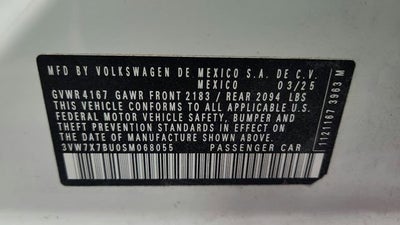 MFD BY VOLKSWAGEN DE MEXICO S.A. DE C.V.
03/25
GVWR 4167 GAWR FRONT 2183 / REAR 2094 LBS
THIS VEHICLE CONFORMS TO ALL APPLICABLE U.S.
FEDERAL MOTOR VEHICLE SAFETY, BUMPER AND
THEFT PREVENTION STANDARDS IN EFFECT ON
THE DATE OF MANUFACTURE SHOWN ABOVE
3VW7X7BU0SM068055 PASSENGER CAR
1121167 3963 M